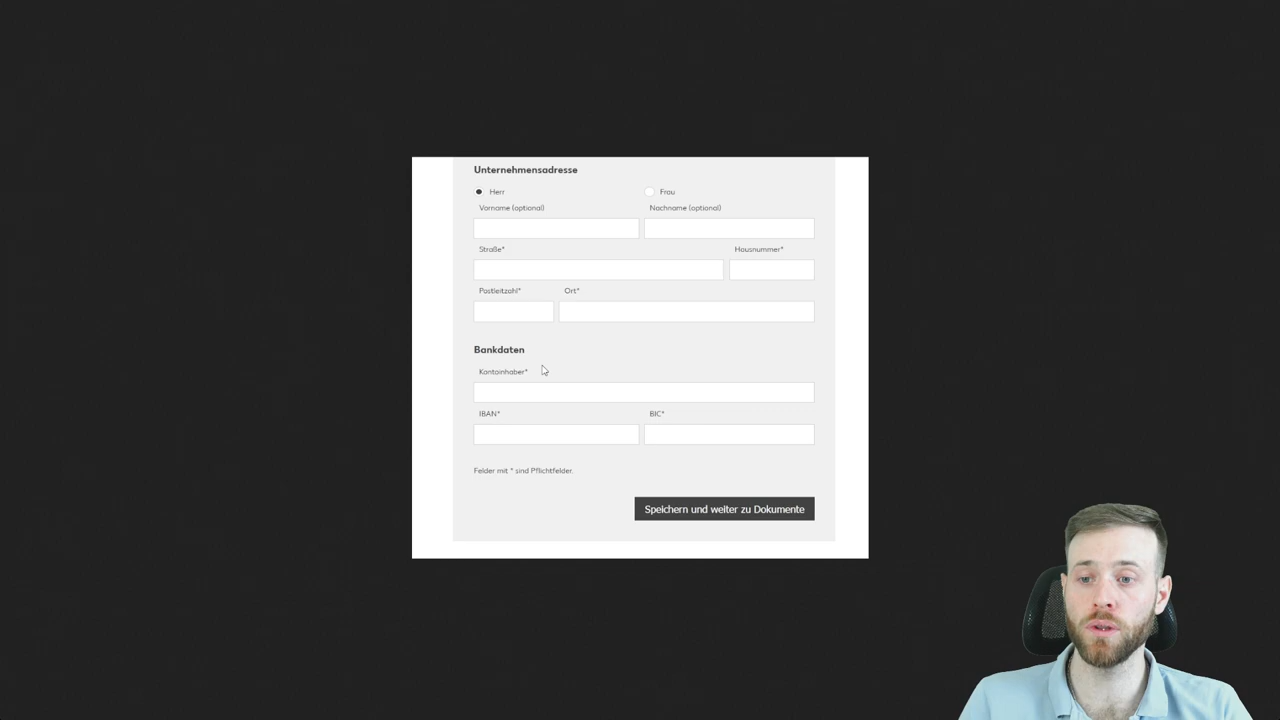 Unternehmensadresse
Herr Frau
Vorname (optional) Nachname (optional)
Straße* Hausnummer*
Postleitzahl* Ort*
Bankdaten
Kontoinhaber*
IBAN* BIC*
Felder mit * sind Pflichtfelder.
Speichern und weiter zu Dokumente